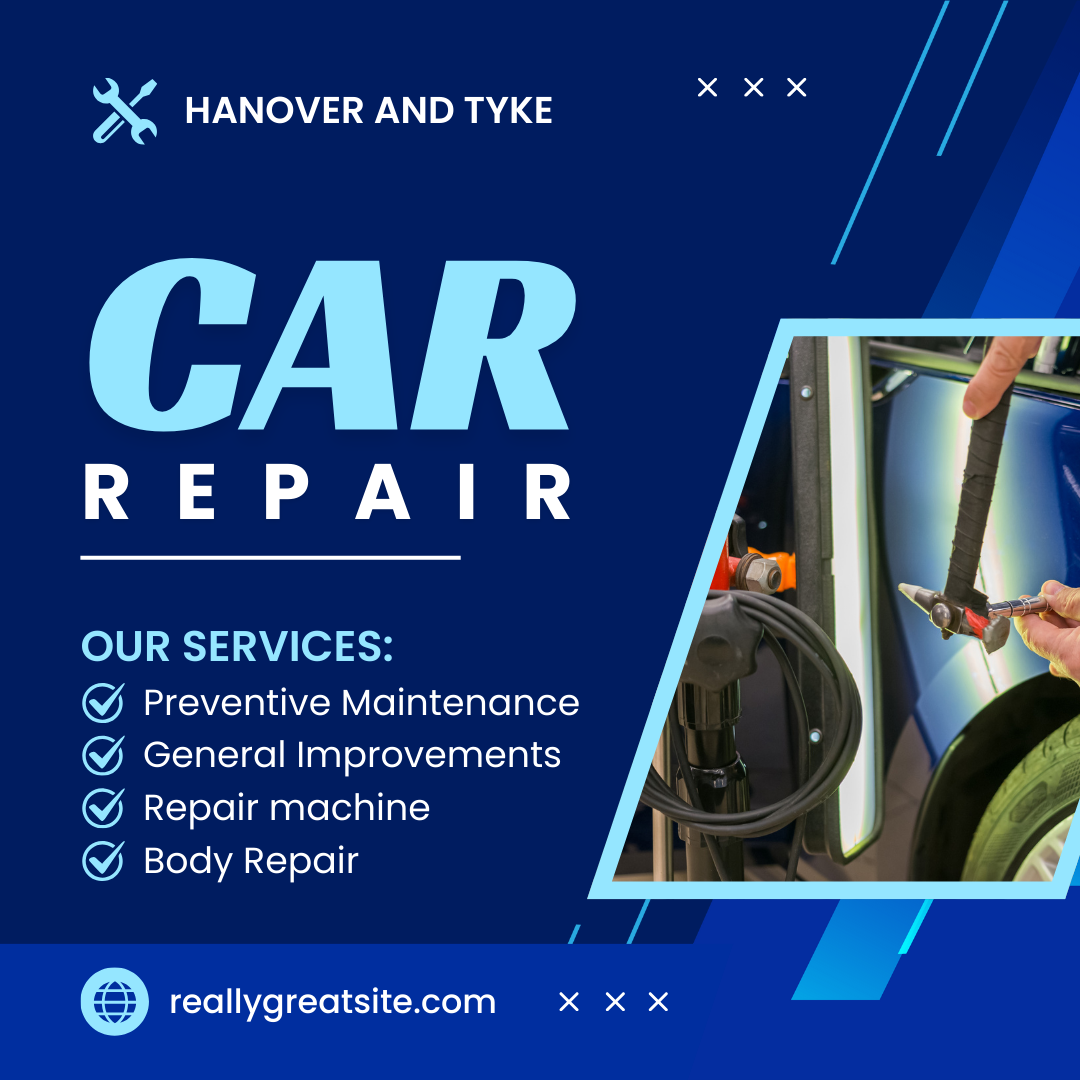 HANOVER AND TYKE
CAR
REPAIR
OUR SERVICES:
Preventive Maintenance
General Improvements
Repair machine
Body Repair
reallygreatsite.com